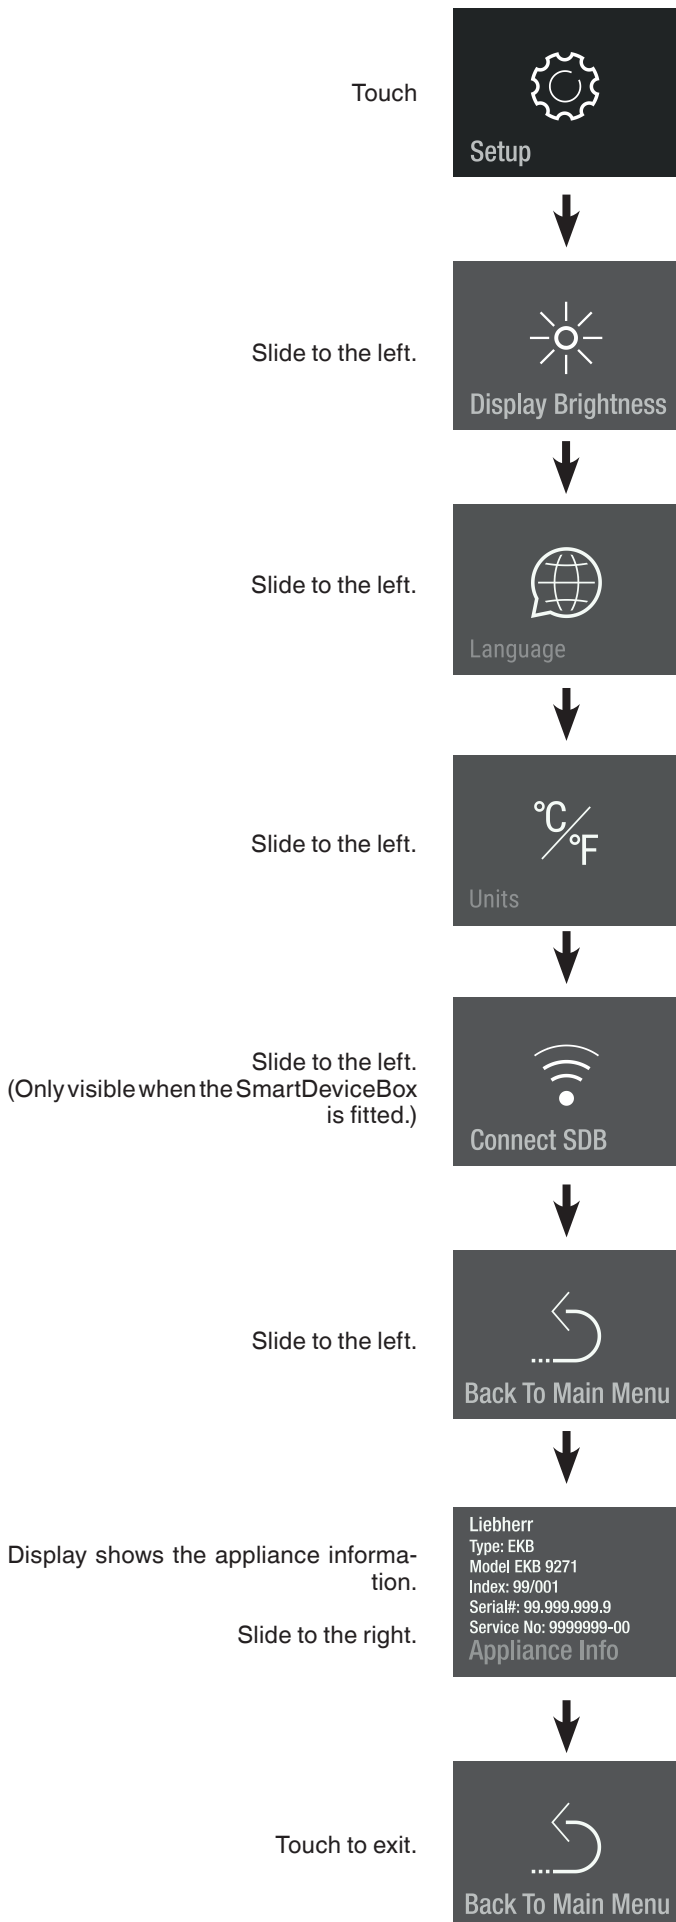 Touch
Setup
Slide to the left.
Display Brightness
Slide to the left.
Language
Slide to the left.
°C/°F
Units
Slide to the left.
(Only visible when the SmartDeviceBox
is fitted.)
Connect SDB
Slide to the left.
Back To Main Menu
Display shows the appliance informa-
tion.
Slide to the right.
Liebherr
Type: EKB
Model EKB 9271
Index: 99/001
Serial#: 99.999.999.9
Service No: 9999999-00
Appliance Info
Touch to exit.
Back To Main Menu